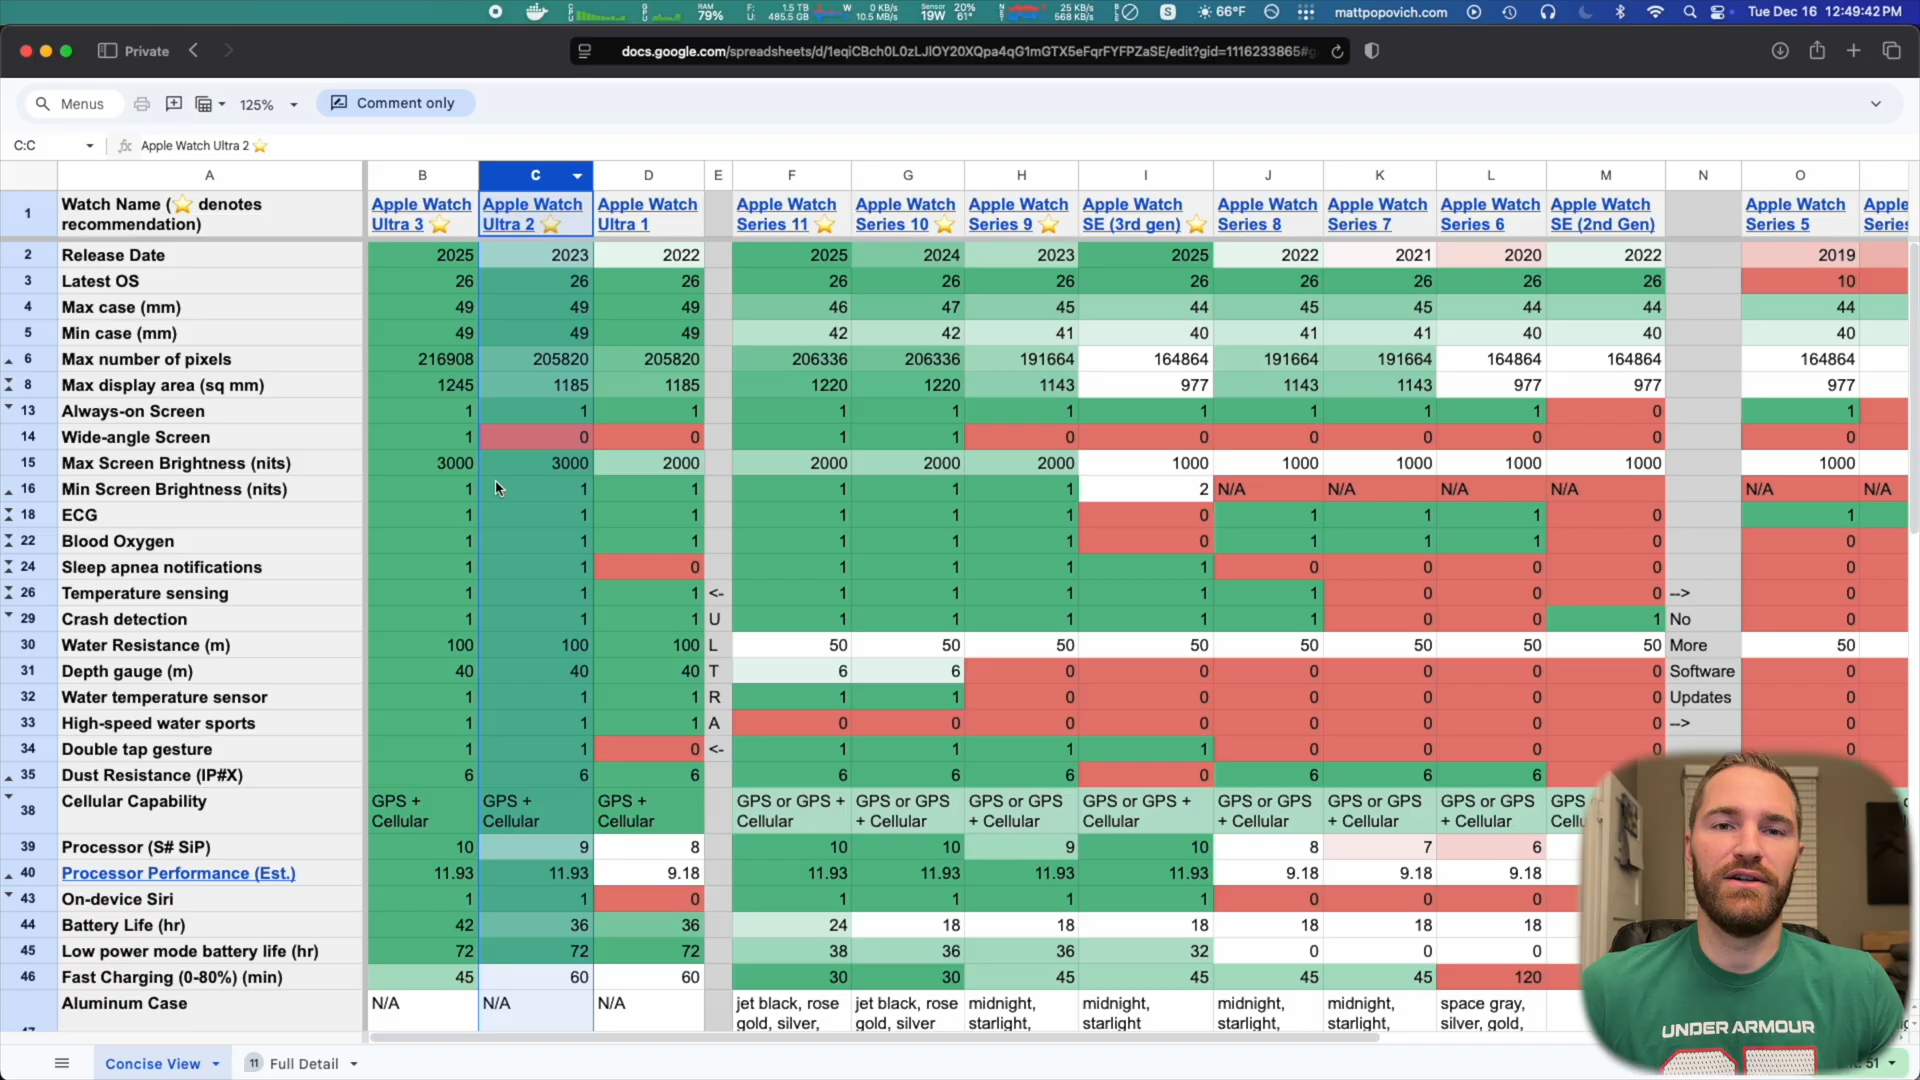 RAM 79%
F: 1.5 TB
U: 485.5 GB
W 0 KB/s
10.5 MB/s
Sensor 19W
20% 61°
25 KB/s
568 KB/s
S
66°F
mattpopovich.com
Tue Dec 16 12:49:42 PM
Private
docs.google.com/spreadsheets/d/1eqiCBch0L0zLJlOY20XQpa4qG1mGTX5eFqrFYFPZaSE/edit?gid=1116233865#g
Menus
125%
Comment only
C:C
fx Apple Watch Ultra 2 ⭐
A B C D E F G H I J K L M N O
1 Watch Name (⭐ denotes recommendation) Apple Watch Ultra 3 ⭐ Apple Watch Ultra 2 ⭐ Apple Watch Ultra 1 Apple Watch Series 11 ⭐ Apple Watch Series 10 ⭐ Apple Watch Series 9 ⭐ Apple Watch SE (3rd gen) ⭐ Apple Watch Series 8 Apple Watch Series 7 Apple Watch Series 6 Apple Watch SE (2nd Gen) Apple Watch Series 5 Apple
2 Release Date 2025 2023 2022 2025 2024 2023 2025 2022 2021 2020 2022 2019
3 Latest OS 26 26 26 26 26 26 26 26 26 26 26 10
4 Max case (mm) 49 49 49 46 47 45 44 45 45 44 44 44
5 Min case (mm) 49 49 49 42 42 41 40 41 41 40 40 40
6 Max number of pixels 216908 205820 205820 206336 206336 191664 164864 191664 191664 164864 164864 164864
8 Max display area (sq mm) 1245 1185 1185 1220 1220 1143 977 1143 1143 977 977 977
13 Always-on Screen 1 1 1 1 1 1 1 1 1 1 0 1
14 Wide-angle Screen 1 0 0 1 1 0 0 0 0 0 0 0
15 Max Screen Brightness (nits) 3000 3000 2000 2000 2000 2000 1000 1000 1000 1000 1000 1000
16 Min Screen Brightness (nits) 1 1 1 1 1 1 2 N/A N/A N/A N/A N/A N/A
18 ECG 1 1 1 1 1 1 0 1 1 1 0 1
22 Blood Oxygen 1 1 1 1 1 1 0 1 1 1 0 0
24 Sleep apnea notifications 1 1 0 1 1 1 1 0 0 0 0 0
26 Temperature sensing 1 1 1 <- 1 1 1 1 1 0 0 0 --> 0
29 Crash detection 1 1 1 U 1 1 1 1 1 0 0 1 No 0
30 Water Resistance (m) 100 100 100 L 50 50 50 50 50 50 50 50 More 50
31 Depth gauge (m) 40 40 40 T 6 6 0 0 0 0 0 0 Software 0
32 Water temperature sensor 1 1 1 R 1 1 0 0 0 0 0 0 Updates 0
33 High-speed water sports 1 1 1 A 0 0 0 0 0 0 0 0 --> 0
34 Double tap gesture 1 1 0 <- 1 1 1 1 0 0 0 0 0
35 Dust Resistance (IP#X) 6 6 6 6 6 6 0 6 6 6
38 Cellular Capability GPS + Cellular GPS + Cellular GPS + Cellular GPS or GPS + Cellular GPS or GPS + Cellular GPS or GPS + Cellular GPS or GPS + Cellular GPS or GPS + Cellular GPS or GPS + Cellular GPS or GPS + Cellular
39 Processor (S# SiP) 10 9 8 10 10 9 10 8 7 6
40 Processor Performance (Est.) 11.93 11.93 9.18 11.93 11.93 11.93 11.93 9.18 9.18 9.18
43 On-device Siri 1 1 0 1 1 1 1 0 0 0
44 Battery Life (hr) 42 36 36 24 18 18 18 18 18 18
45 Low power mode battery life (hr) 72 72 72 38 36 36 32 0 0 0
46 Fast Charging (0-80%) (min) 45 60 60 30 30 45 45 45 45 120
Aluminum Case N/A N/A N/A jet black, rose gold, silver, jet black, rose gold, silver midnight, starlight, midnight, starlight midnight, starlight, midnight, starlight, space gray, silver, gold,
UNDER ARMOUR
Concise View
11 Full Detail
51